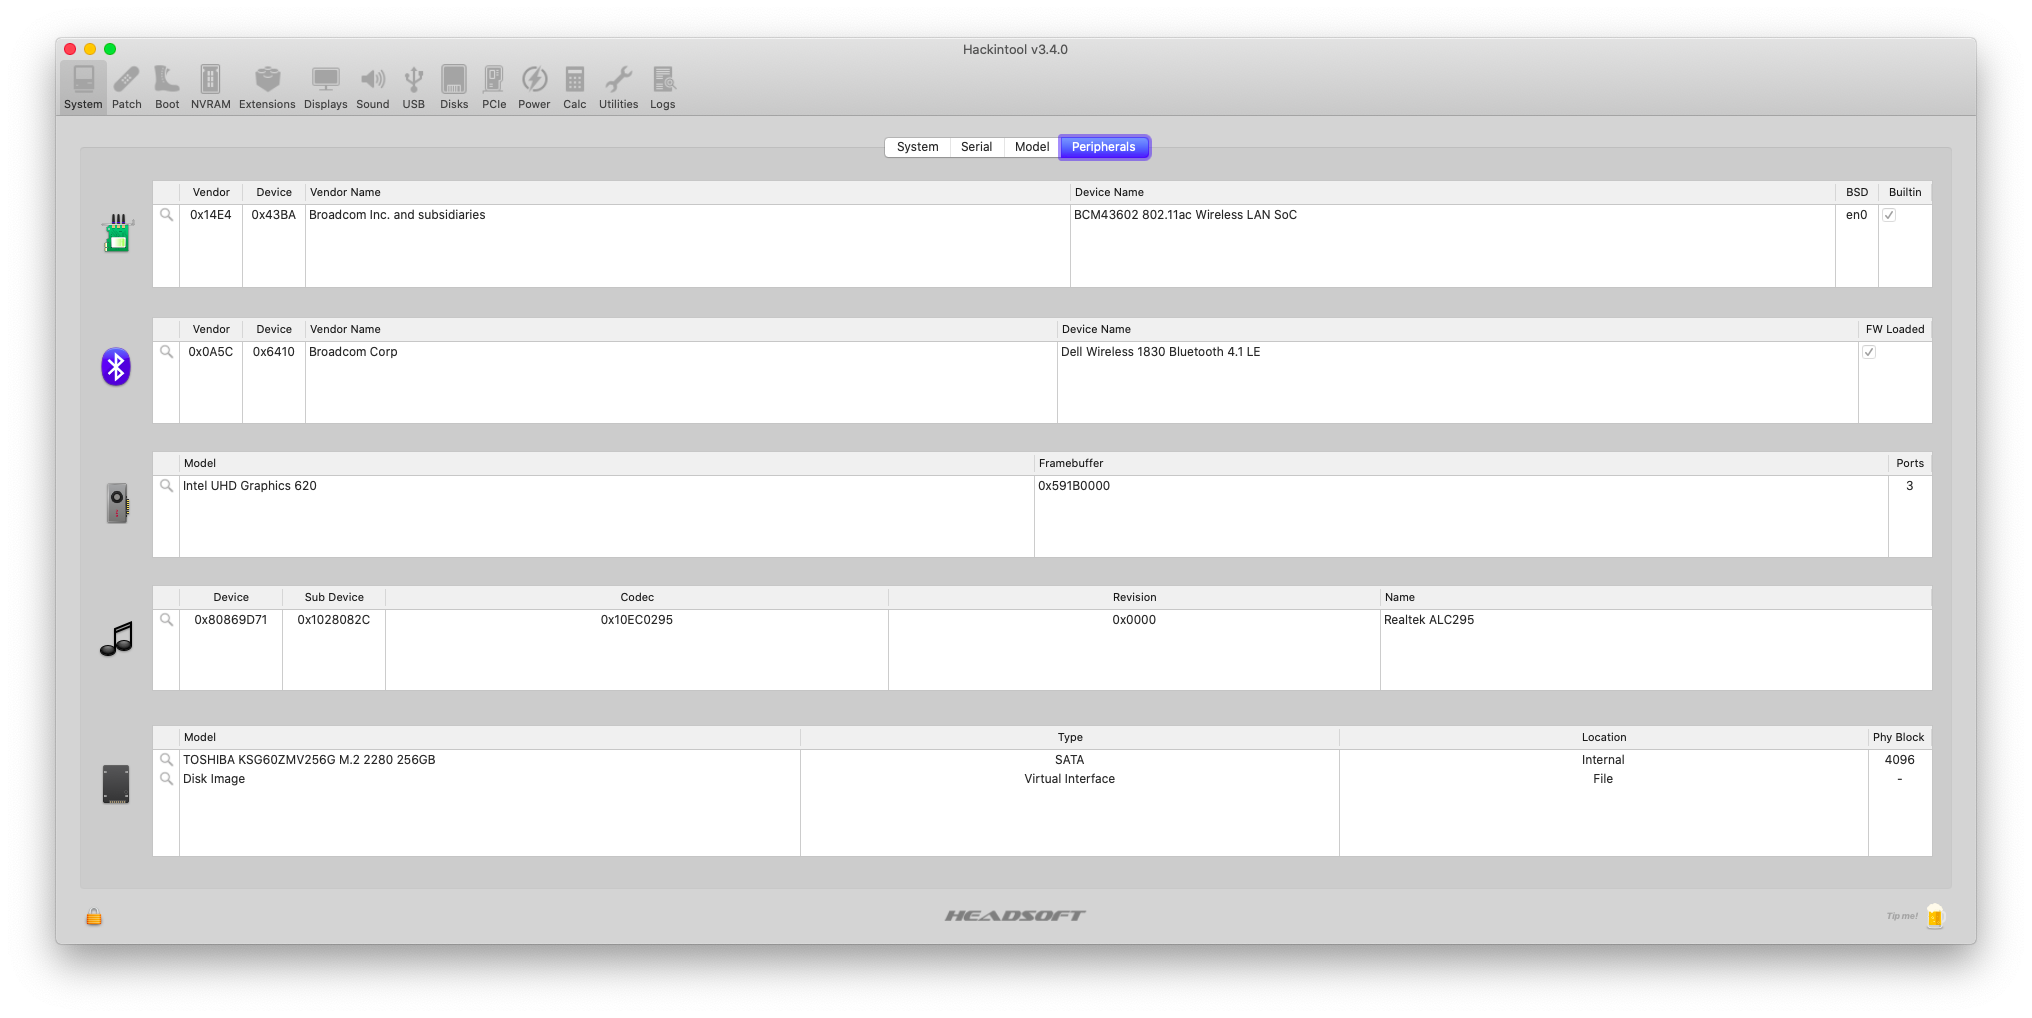 Hackintool v3.4.0
System Patch Boot NVRAM Extensions Displays Sound USB Disks PCIe Power Calc Utilities Logs
System Serial Model Peripherals
Vendor Device Vendor Name Device Name BSD Builtin
0x14E4 0x43BA Broadcom Inc. and subsidiaries BCM43602 802.11ac Wireless LAN SoC en0
Vendor Device Vendor Name Device Name FW Loaded
0x0A5C 0x6410 Broadcom Corp Dell Wireless 1830 Bluetooth 4.1 LE
Model Framebuffer Ports
Intel UHD Graphics 620 0x591B0000 3
Device Sub Device Codec Revision Name
0x80869D71 0x1028082C 0x10EC0295 0x0000 Realtek ALC295
Model Type Location Phy Block
TOSHIBA KSG60ZMV256G M.2 2280 256GB SATA Internal 4096
Disk Image Virtual Interface File -
HEADSOFT Tip me!